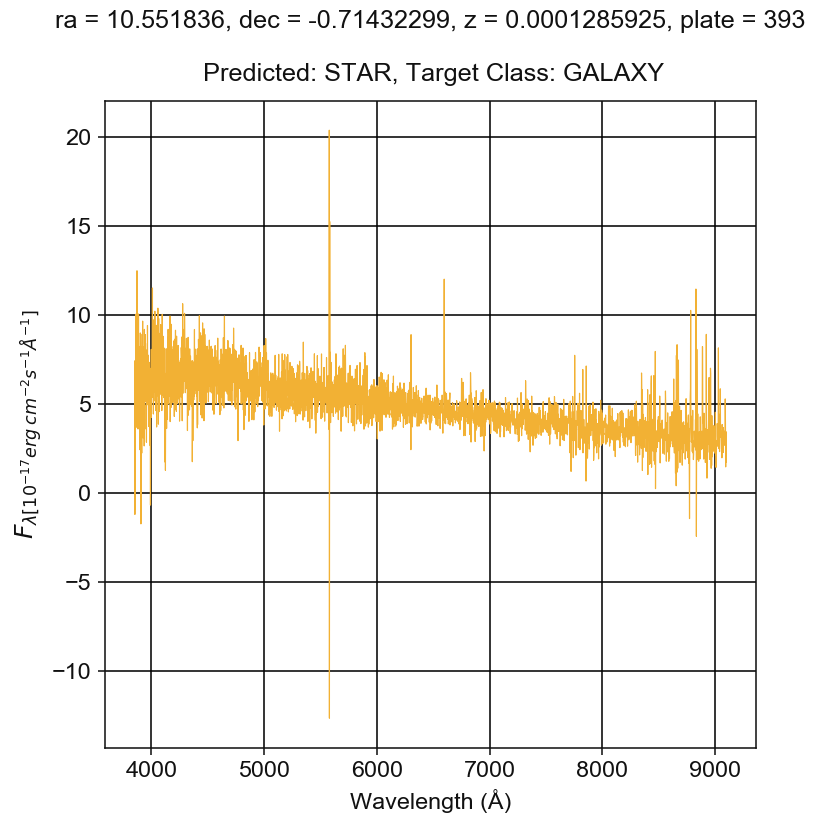 ra = 10.551836, dec = -0.71432299, z = 0.0001285925, plate = 393
Predicted: STAR, Target Class: GALAXY
20
15
10
5
0
−5
−10
F_{λ[10^{−17} erg cm^{−2} s^{−1} Å^{−1}]}
4000 5000 6000 7000 8000 9000
Wavelength (Å)